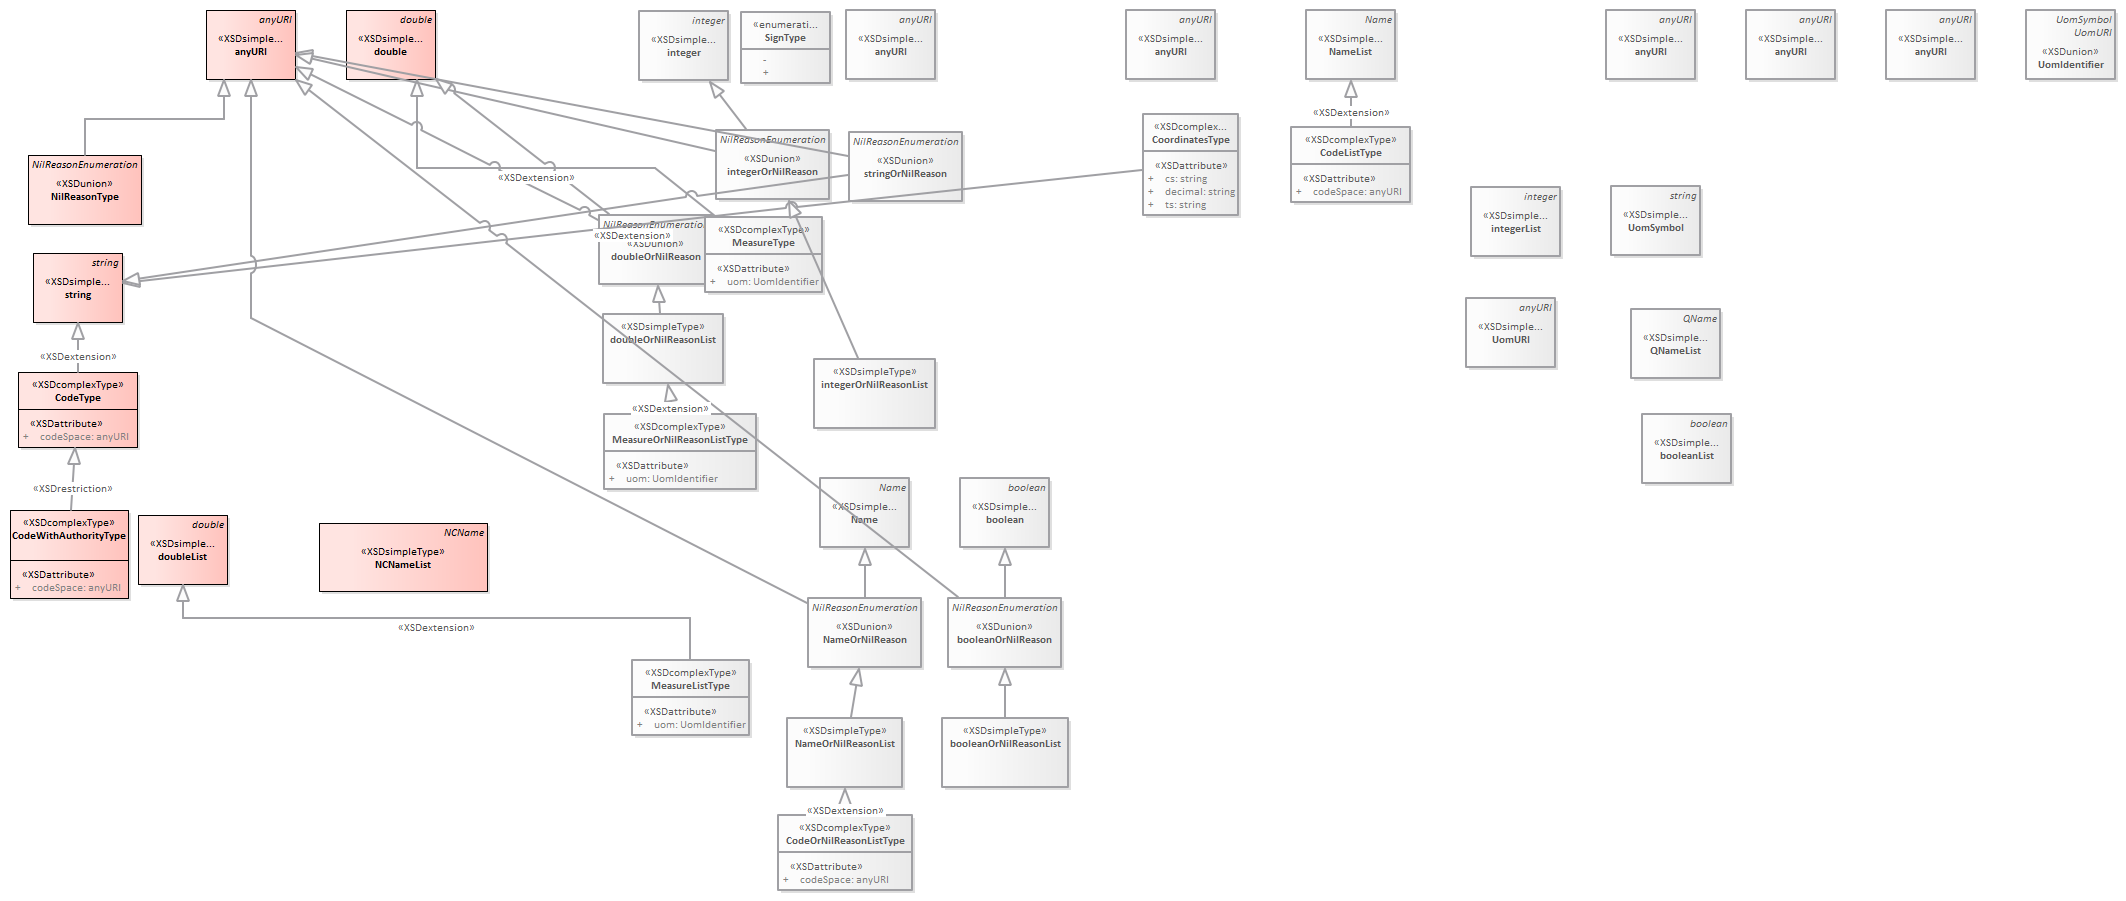 anyURI
«XSDsimple...
anyURI
double
«XSDsimple...
double
integer
«XSDsimple...
integer
«enumerati...
SignType
-
+
anyURI
«XSDsimple...
anyURI
anyURI
«XSDsimple...
anyURI
Name
«XSDsimple...
NameList
anyURI
«XSDsimple...
anyURI
anyURI
«XSDsimple...
anyURI
anyURI
«XSDsimple...
anyURI
UomSymbol
UomURI
«XSDunion»
UomIdentifier
«XSDextension»
NilReasonEnumeration
«XSDunion»
NilReasonType
NilReasonEnumeration
«XSDunion»
integerOrNilReason
NilReasonEnumeration
«XSDunion»
stringOrNilReason
«XSDcomplex...
CoordinatesType
«XSDattribute»
+ cs: string
+ decimal: string
+ ts: string
«XSDcomplexType»
CodeListType
«XSDattribute»
+ codeSpace: anyURI
«XSDextension»
integer
«XSDsimple...
integerList
string
«XSDsimple...
UomSymbol
NilReasonEnumeration
«XSDextension»
«XSDunion»
doubleOrNilReason
«XSDcomplexType»
MeasureType
«XSDattribute»
+ uom: UomIdentifier
string
«XSDsimple...
string
anyURI
«XSDsimple...
UomURI
QName
«XSDsimple...
QNameList
«XSDsimpleType»
doubleOrNilReasonList
«XSDextension»
«XSDsimpleType»
integerOrNilReasonList
«XSDcomplexType»
CodeType
«XSDattribute»
+ codeSpace: anyURI
«XSDextension»
«XSDcomplexType»
MeasureOrNilReasonListType
«XSDattribute»
+ uom: UomIdentifier
boolean
«XSDsimple...
booleanList
«XSDrestriction»
Name
«XSDsimple...
Name
boolean
«XSDsimple...
boolean
«XSDcomplexType»
CodeWithAuthorityType
«XSDattribute»
+ codeSpace: anyURI
double
«XSDsimple...
doubleList
NCName
«XSDsimpleType»
NCNameList
«XSDextension»
NilReasonEnumeration
«XSDunion»
NameOrNilReason
NilReasonEnumeration
«XSDunion»
booleanOrNilReason
«XSDcomplexType»
MeasureListType
«XSDattribute»
+ uom: UomIdentifier
«XSDsimpleType»
NameOrNilReasonList
«XSDsimpleType»
booleanOrNilReasonList
«XSDextension»
«XSDcomplexType»
CodeOrNilReasonListType
«XSDattribute»
+ codeSpace: anyURI